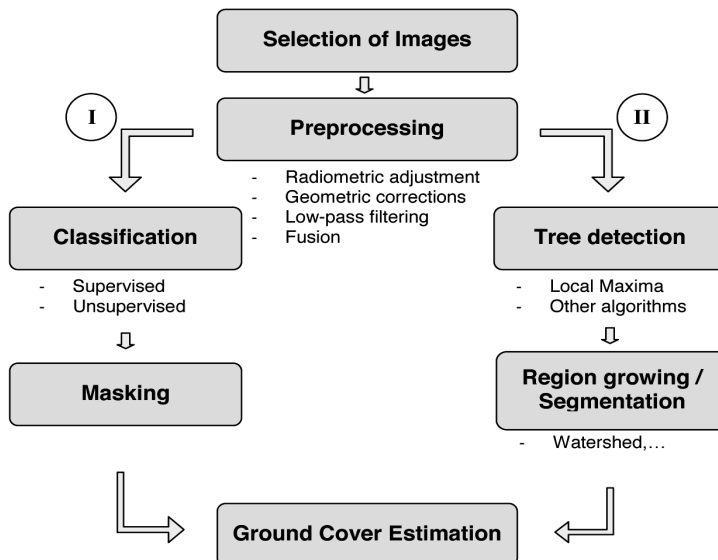 Selection of Images
I
II
Preprocessing
- Radiometric adjustment
- Geometric corrections
- Low-pass filtering
- Fusion
Classification
- Supervised
- Unsupervised
Masking
Tree detection
- Local Maxima
- Other algorithms
Region growing /
Segmentation
- Watershed,...
Ground Cover Estimation